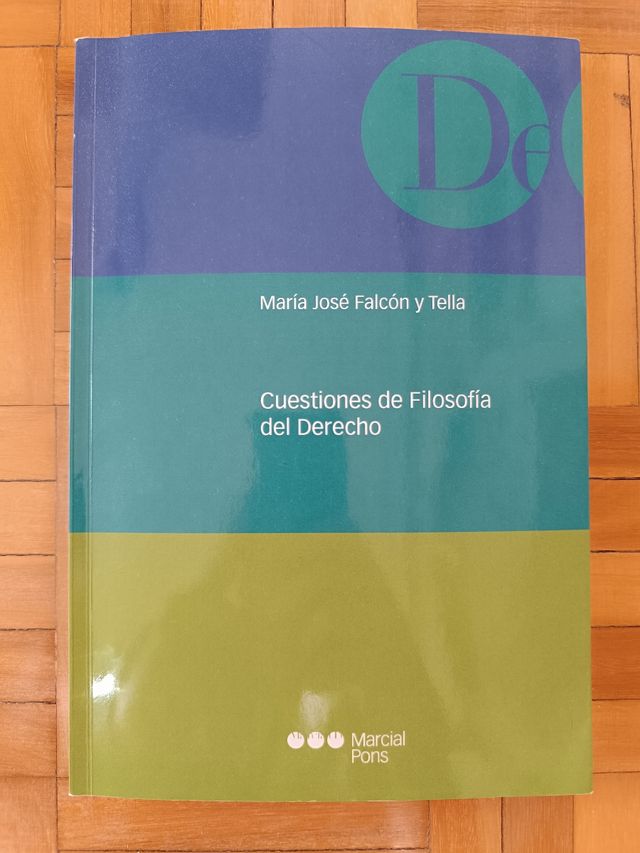 De
María José Falcón y Tella
Cuestiones de Filosofía
del Derecho
Marcial
Pons